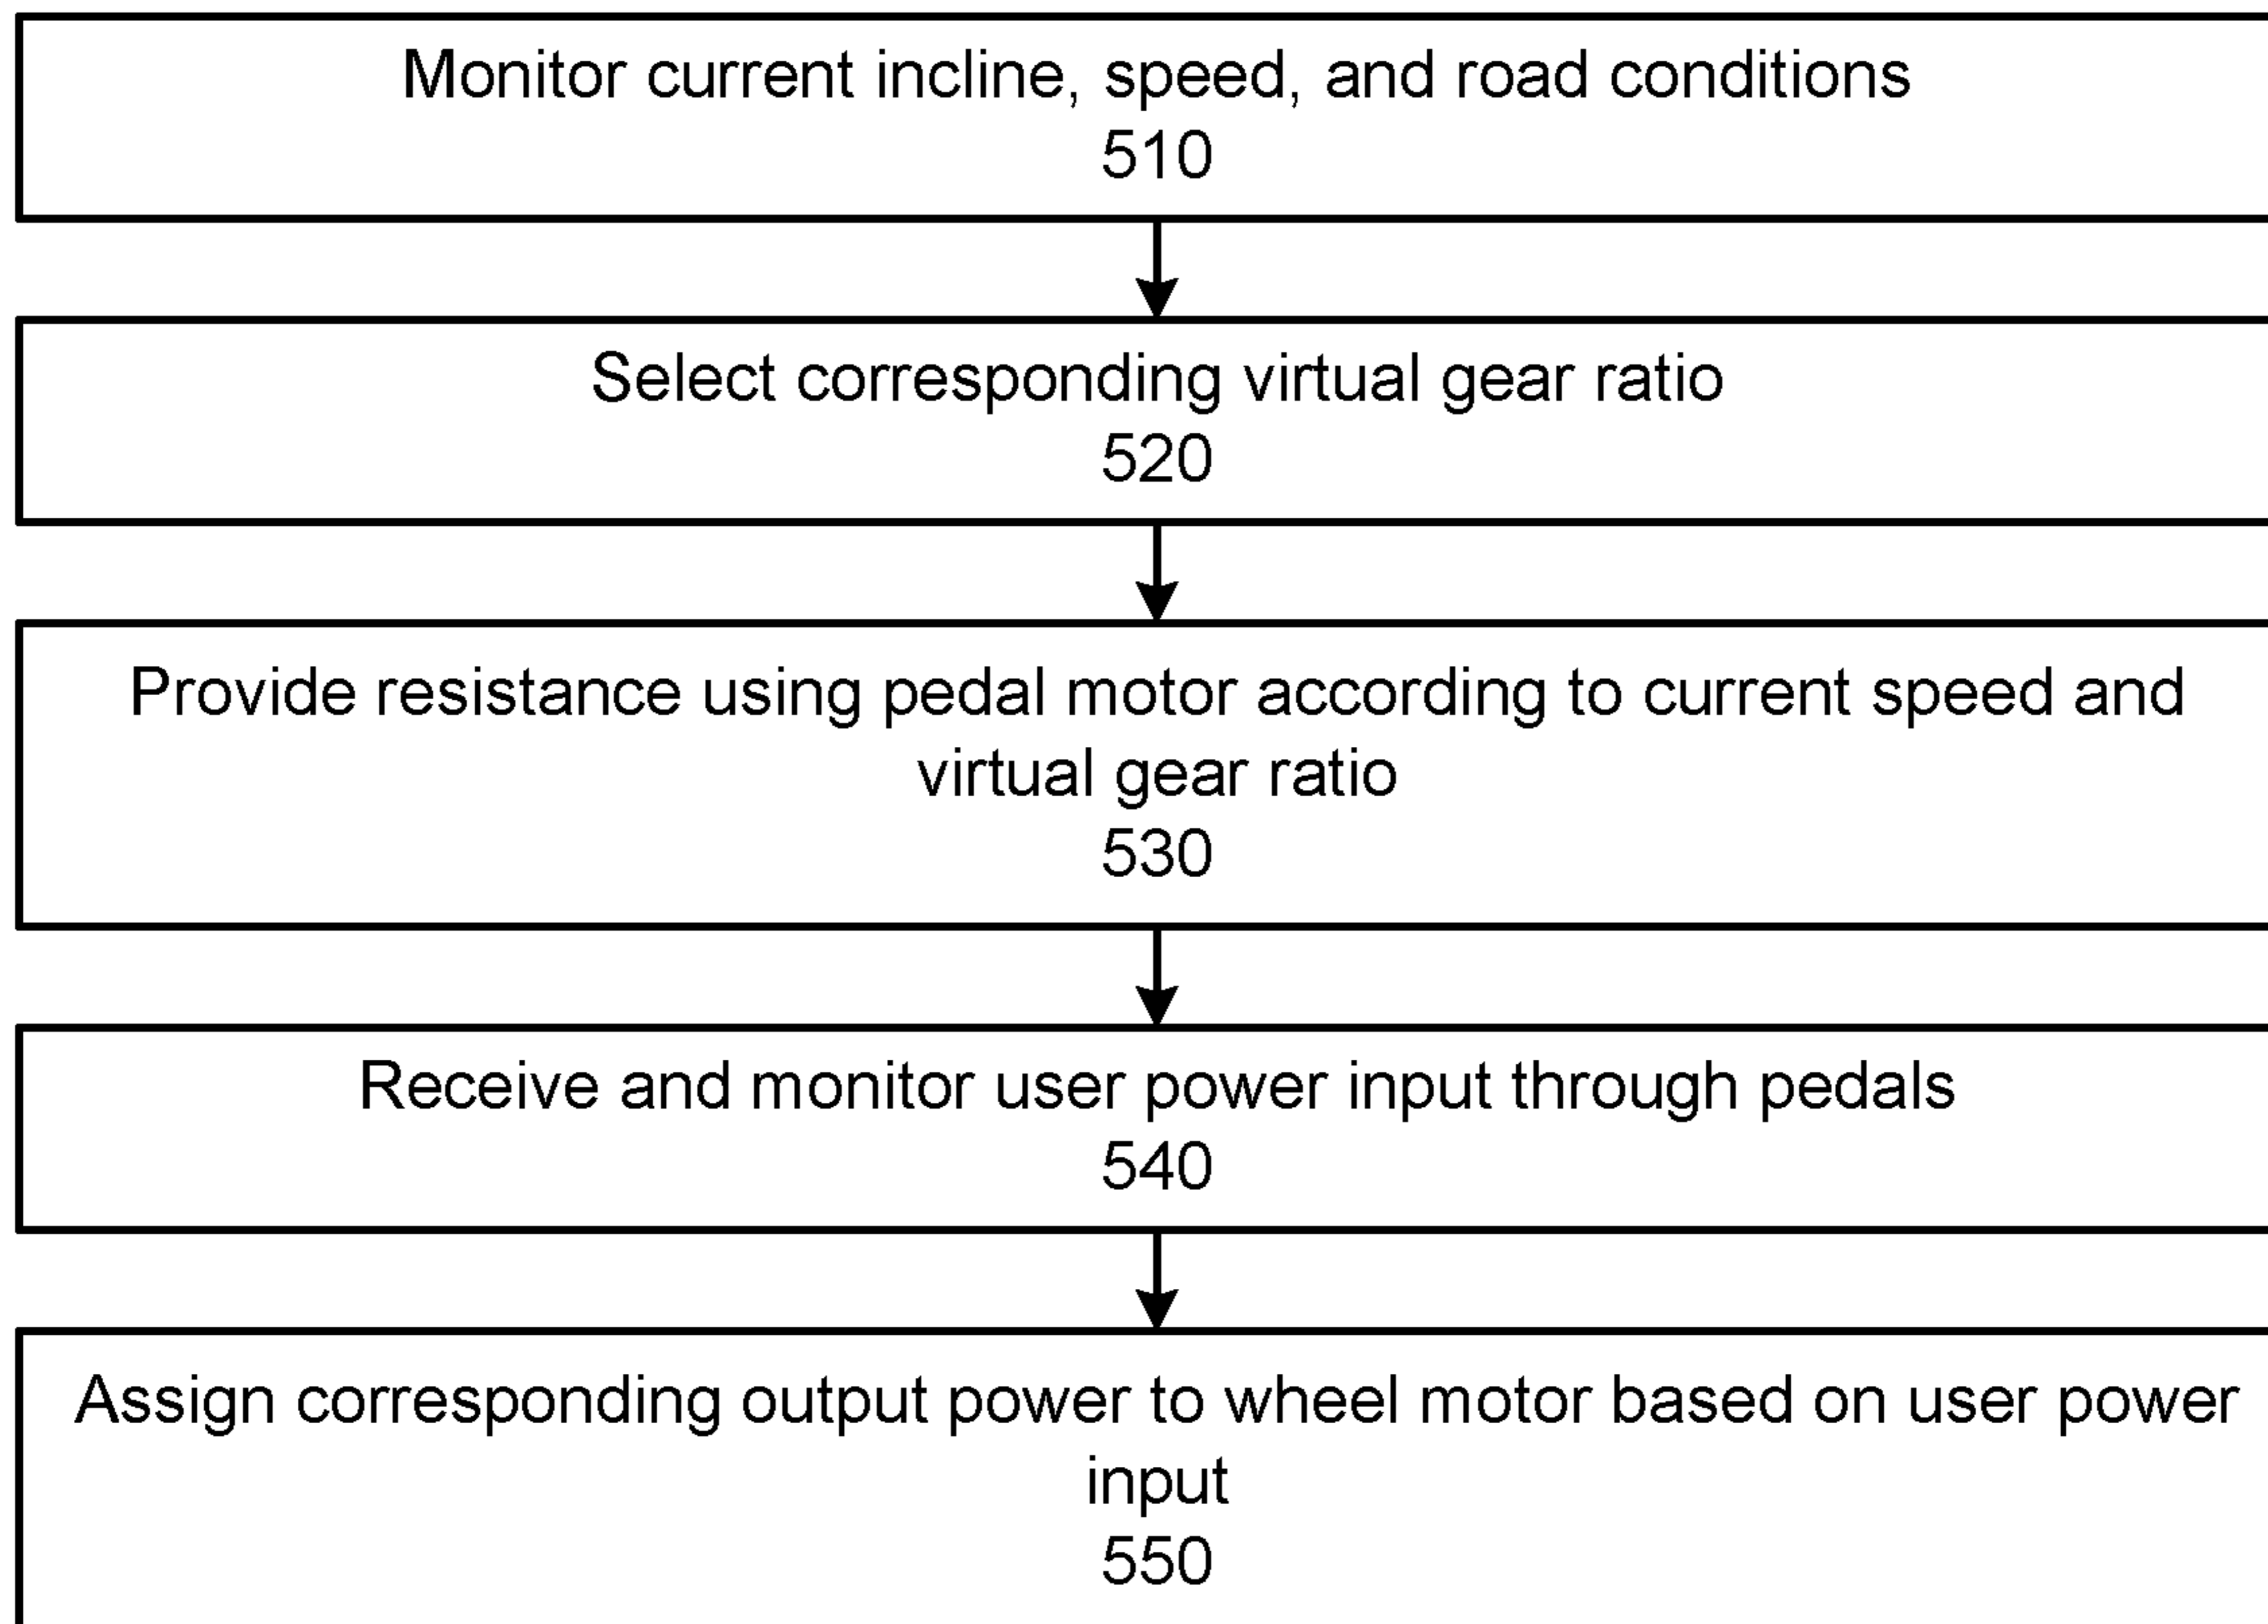 Monitor current incline, speed, and road conditions
510
Select corresponding virtual gear ratio
520
Provide resistance using pedal motor according to current speed and
virtual gear ratio
530
Receive and monitor user power input through pedals
540
Assign corresponding output power to wheel motor based on user power
input
550